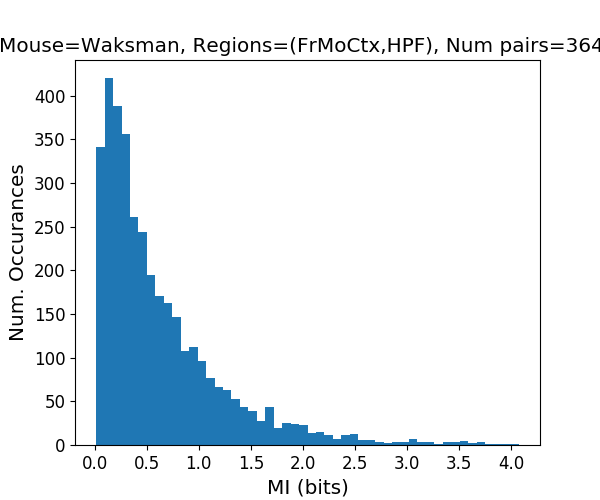 Mouse=Waksman, Regions=(FrMoCtx,HPF), Num pairs=364
Num. Occurances
400
350
300
250
200
150
100
50
0
0.0 0.5 1.0 1.5 2.0 2.5 3.0 3.5 4.0
MI (bits)